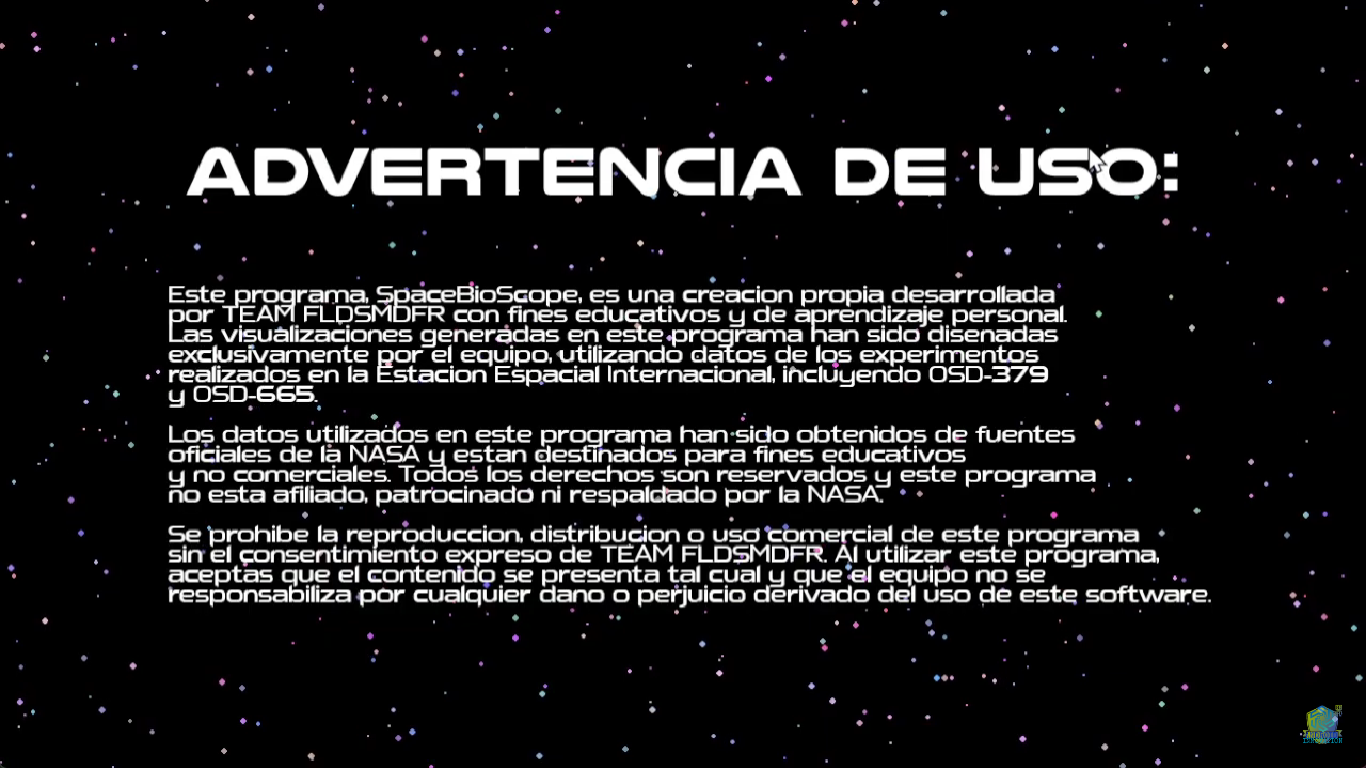 ADVERTENCIA DE USO:
Este programa, SpaceBioScope, es una creacion propia desarrollada
por TEAM FLDSMDFR con fines educativos y de aprendizaje personal.
Las visualizaciones generadas en este programa han sido disenadas
exclusivamente por el equipo, utilizando datos de los experimentos
realizados en la Estacion Espacial Internacional, incluyendo OSD-379
y OSD-665.
Los datos utilizados en este programa han sido obtenidos de fuentes
oficiales de la NASA y estan destinados para fines educativos
y no comerciales. Todos los derechos son reservados y este programa
no esta afiliado, patrocinado ni respaldado por la NASA.
Se prohibe la reproduccion, distribucion o uso comercial de este programa
sin el consentimiento expreso de TEAM FLDSMDFR. Al utilizar este programa,
aceptas que el contenido se presenta tal cual y que el equipo no se
responsabiliza por cualquier dano o perjuicio derivado del uso de este software.